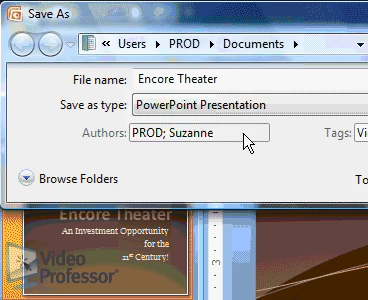 Save As
« Users ▸ PROD ▸ Documents ▸
File name: Encore Theater
Save as type: PowerPoint Presentation
Authors: PROD; Suzanne Tags:
Browse Folders
Encore Theater
An Investment Opportunity
for the
21st Century!
Video
Professor®
3